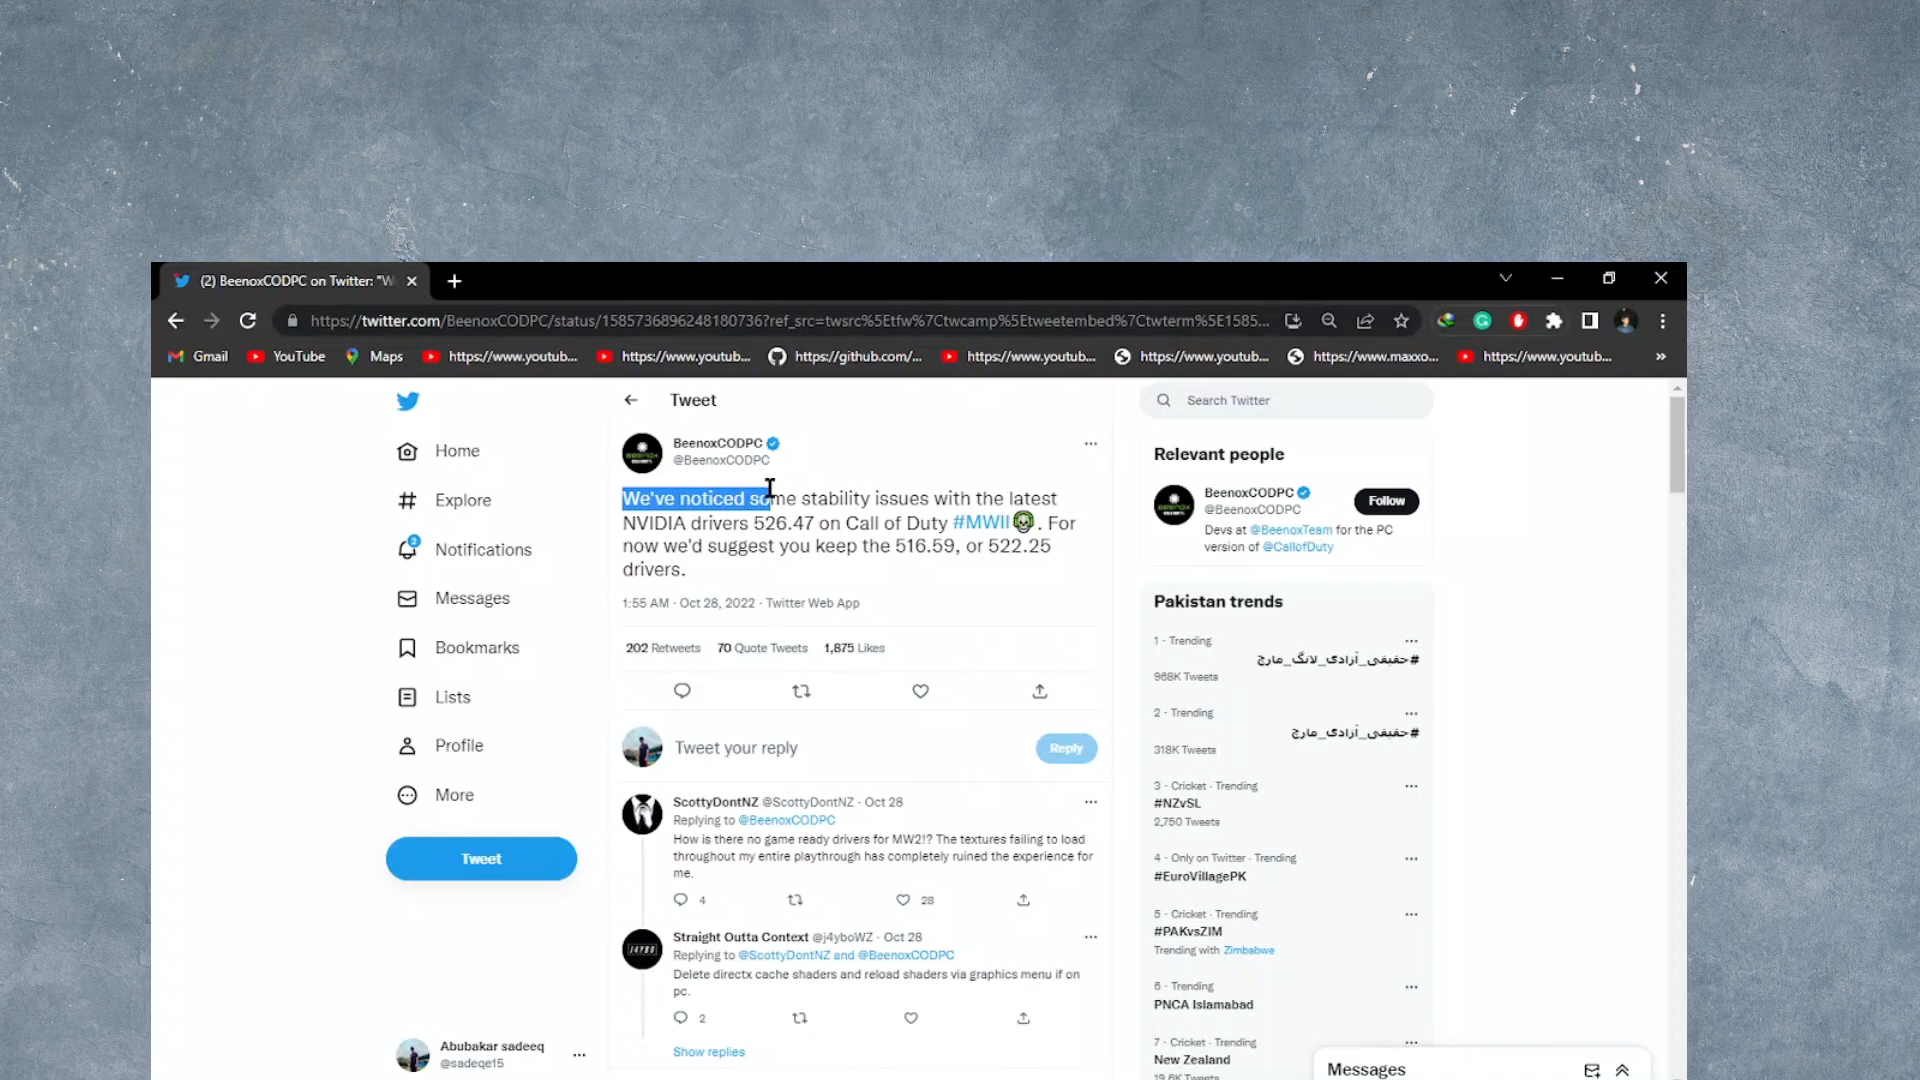 (2) BeenoxCODPC on Twitter: "W
https://twitter.com/BeenoxCODPC/status/1585736896248180736?ref_src=twsrc%5Etfw%7Ctwcamp%5Etweetembed%7Ctwterm%5E1585...
Gmail YouTube Maps https://www.youtub... https://www.youtub... https://github.com/... https://www.youtub... https://www.youtub... https://www.maxxo... https://www.youtub... »
Tweet
Search Twitter
Home
Explore
2
Notifications
Messages
Bookmarks
Lists
Profile
More
Tweet
Abubakar sadeeq
@sadeqe15
BeenoxCODPC
@BeenoxCODPC
We've noticed some stability issues with the latest
NVIDIA drivers 526.47 on Call of Duty #MWII. For
now we'd suggest you keep the 516.59, or 522.25
drivers.
1:55 AM · Oct 28, 2022 · Twitter Web App
202 Retweets 70 Quote Tweets 1,875 Likes
Tweet your reply
Reply
ScottyDontNZ @ScottyDontNZ · Oct 28
Replying to @BeenoxCODPC
How is there no game ready drivers for MW2!? The textures failing to load
throughout my entire playthrough has completely ruined the experience for
me.
4 28
J4YBO
Straight Outta Context @j4yboWZ · Oct 28
Replying to @ScottyDontNZ and @BeenoxCODPC
Delete directx cache shaders and reload shaders via graphics menu if on
pc.
2
Show replies
Relevant people
BeenoxCODPC
@BeenoxCODPC
Follow
Devs at @BeenoxTeam for the PC
version of @CallofDuty
Pakistan trends
1 · Trending
#حقیقی_آزادی_لانگ_مارچ
968K Tweets
2 · Trending
#حقیقی_آزادی_مارچ
318K Tweets
3 · Cricket · Trending
#NZvSL
2,750 Tweets
4 · Only on Twitter · Trending
#EuroVillagePK
5 · Cricket · Trending
#PAKvsZIM
Trending with Zimbabwe
6 · Trending
PNCA Islamabad
7 · Cricket · Trending
New Zealand
19.6K Tweets
Messages